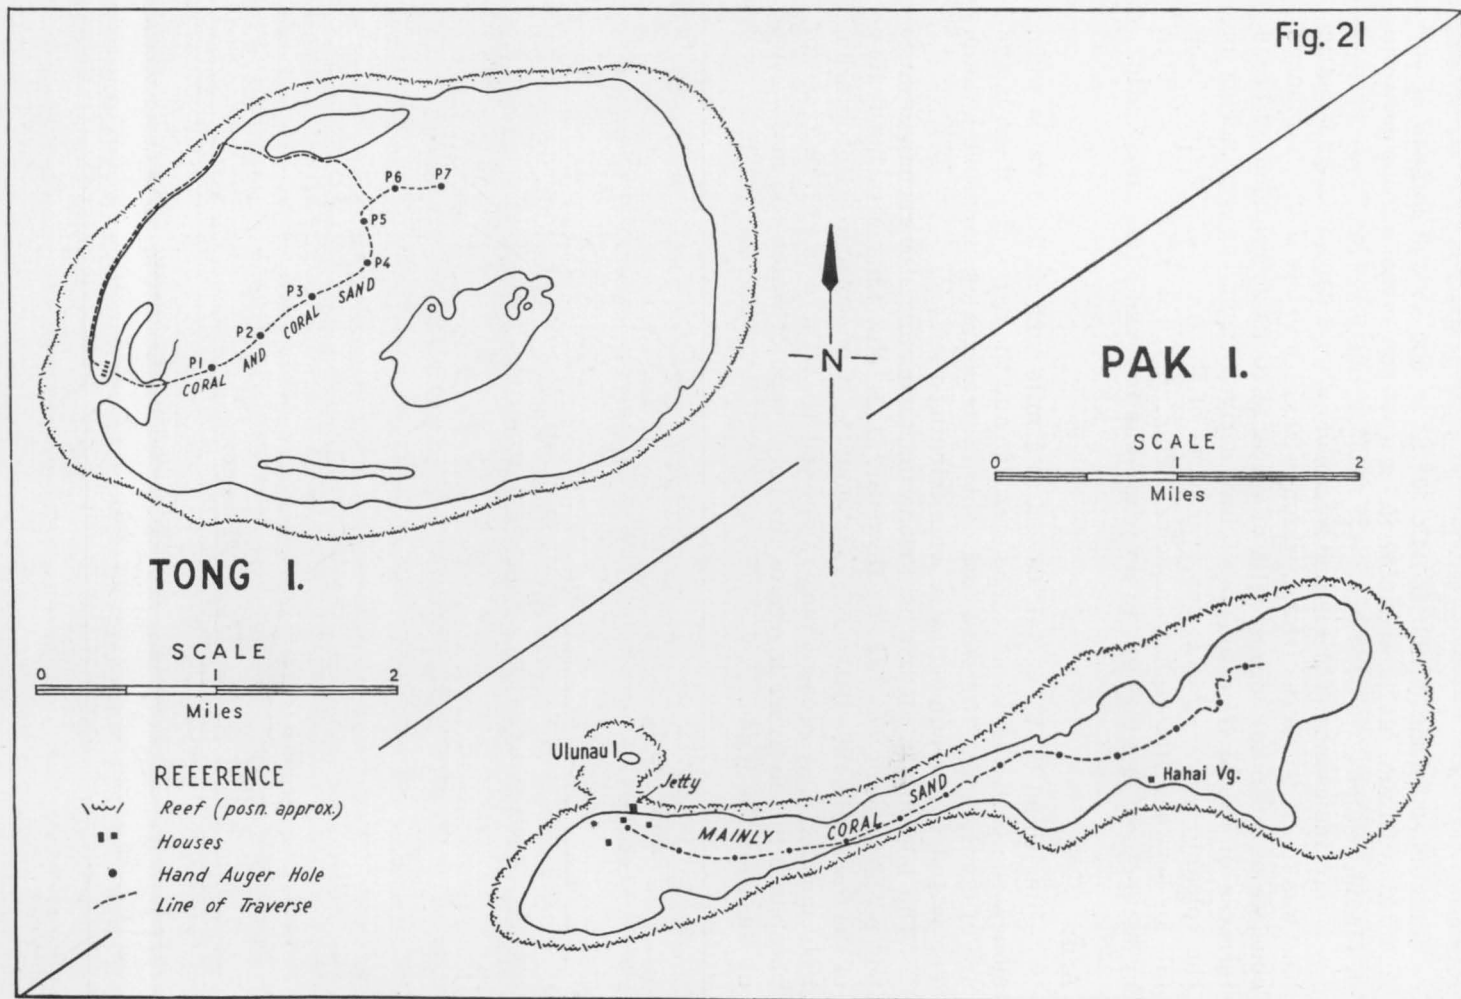 Fig. 21
P6
P7
P5
P4
P3
P2
P1
CORAL AND CORAL SAND
N
PAK I.
SCALE
0 1 2
Miles
TONG I.
SCALE
0 1 2
Miles
REEERENCE
Reef (posn. approx.)
Houses
Hand Auger Hole
Line of Traverse
Ulunau I
Jetty
Hahai Vg.
MAINLY CORAL SAND